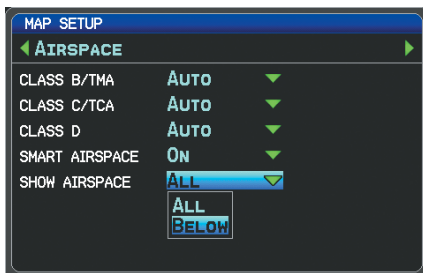 MAP SETUP
AIRSPACE
CLASS B/TMA AUTO
CLASS C/TCA AUTO
CLASS D AUTO
SMART AIRSPACE ON
SHOW AIRSPACE ALL
ALL
BELOW